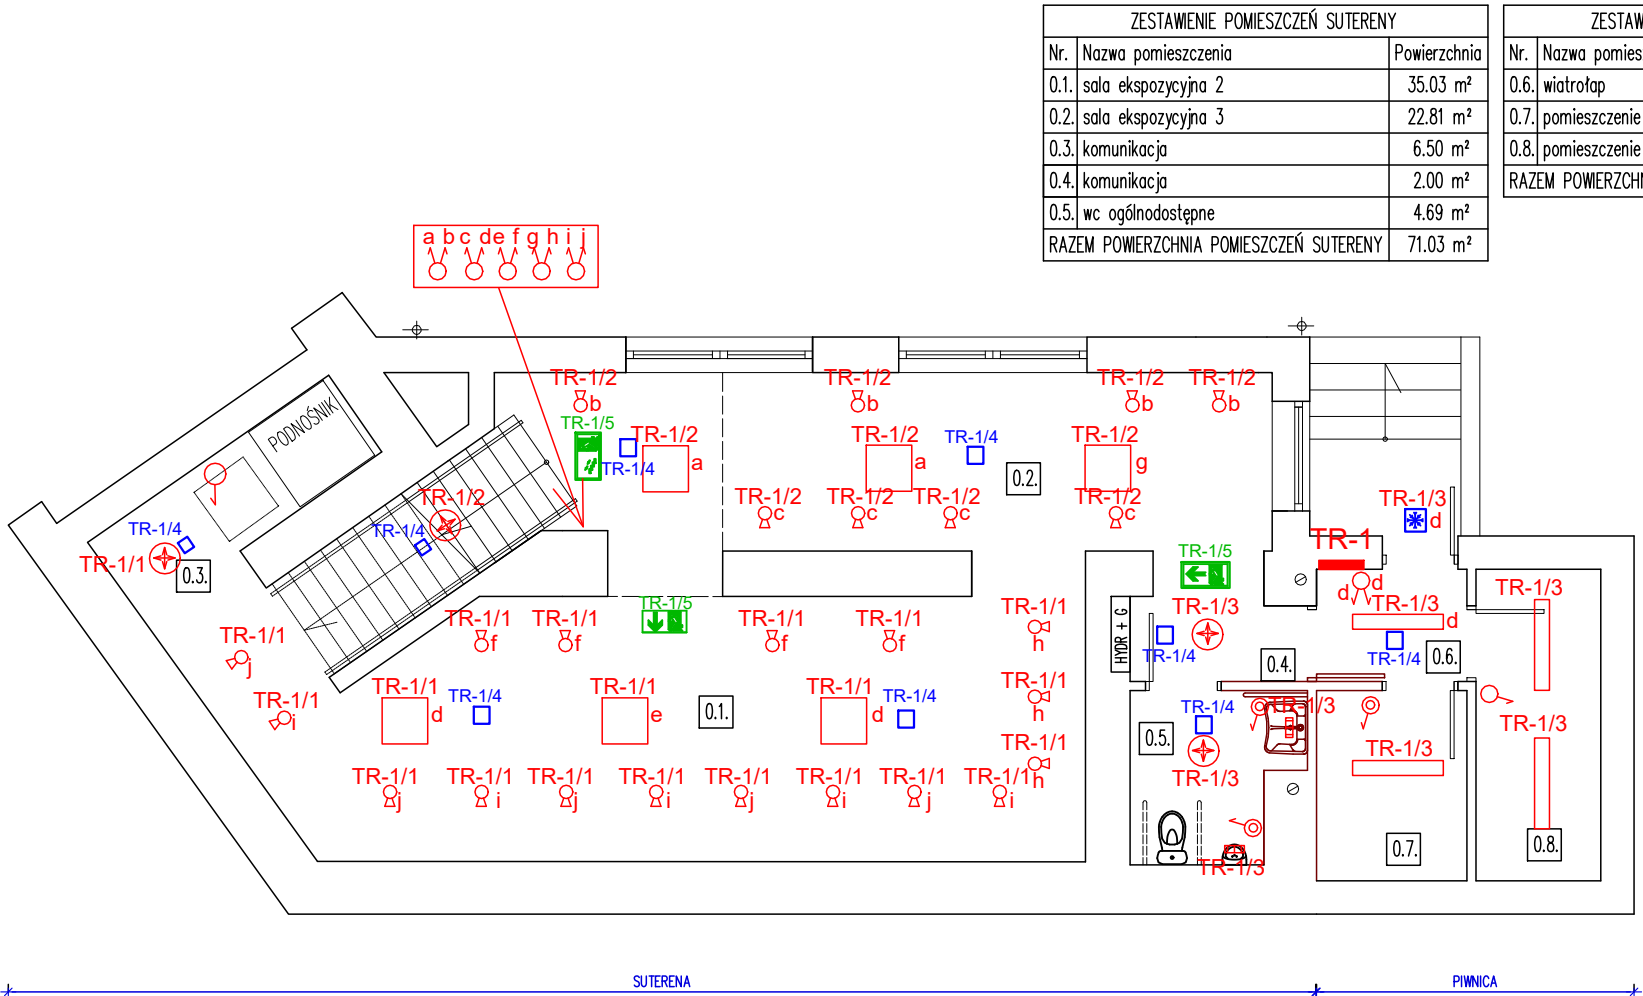 ZESTAWIENIE POMIESZCZEŃ SUTERENY
Nr. Nazwa pomieszczenia Powierzchnia
0.1. sala ekspozycyjna 2 35.03 m²
0.2. sala ekspozycyjna 3 22.81 m²
0.3. komunikacja 6.50 m²
0.4. komunikacja 2.00 m²
0.5. wc ogólnodostępne 4.69 m²
RAZEM POWIERZCHNIA POMIESZCZEŃ SUTERENY 71.03 m²
Nr.
0.6. wiatrołap
0.7. pomieszczenie
0.8. pomieszczenie
a b c d e f g h i j
TR-1/2 TR-1/2 TR-1/2 TR-1/2
b b b b
TR-1/5
TR-1/2 TR-1/2 TR-1/4 TR-1/2
PODNOŚNIK
TR-1/4 a a 0.2. g
TR-1/2 TR-1/2 TR-1/2 TR-1/2 TR-1/2 TR-1/3
c c c c d
TR-1/4 TR-1/4
TR-1
TR-1/1 0.3.
TR-1/5
d d
TR-1/5
TR-1/3
TR-1/1 TR-1/1 TR-1/1 TR-1/1 TR-1/1 TR-1/3 TR-1/3
HYDR + G
f f f f h d
TR-1/1
j
TR-1/4 0.4. TR-1/4 0.6.
TR-1/1 TR-1/1 TR-1/1 TR-1/1
TR-1/1 TR-1/4 TR-1/4
i d e 0.1. d h
TR-1/4 TR-1/3 TR-1/3
0.5.
TR-1/1
h
TR-1/3 TR-1/3
TR-1/1 TR-1/1 TR-1/1 TR-1/1 TR-1/1 TR-1/1 TR-1/1 TR-1/1
j i j i j i j i
0.7. 0.8.
TR-1/3
SUTERENA PIWNICA